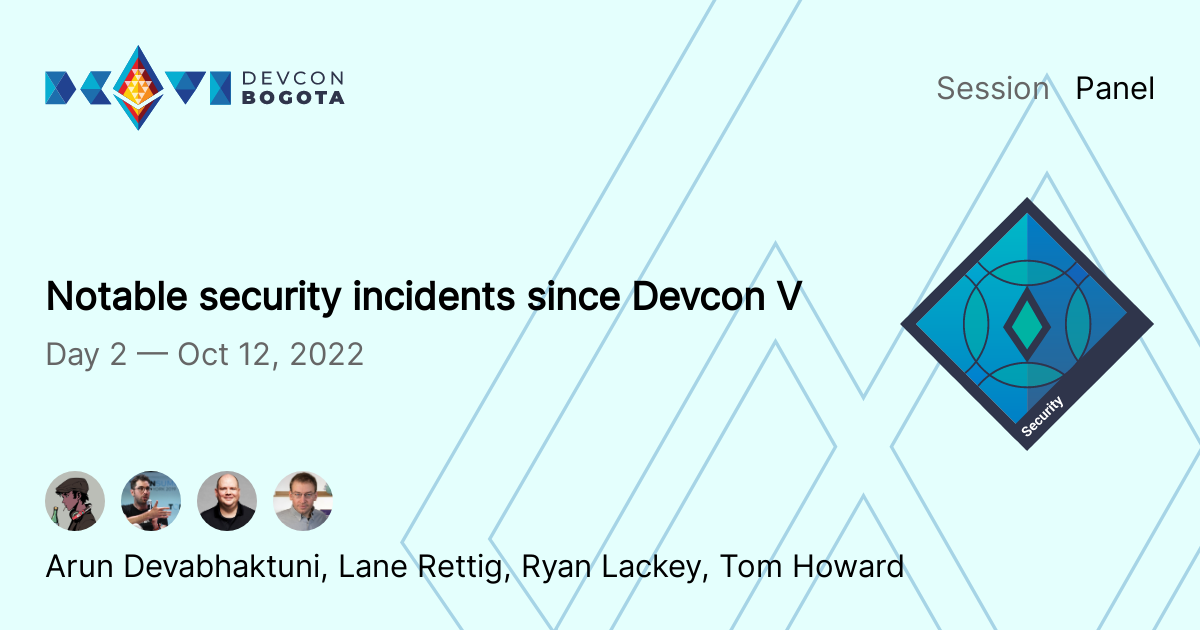 DEVCON
BOGOTA
Session Panel
Notable security incidents since Devcon V
Day 2 — Oct 12, 2022
Security
Arun Devabhaktuni, Lane Rettig, Ryan Lackey, Tom Howard